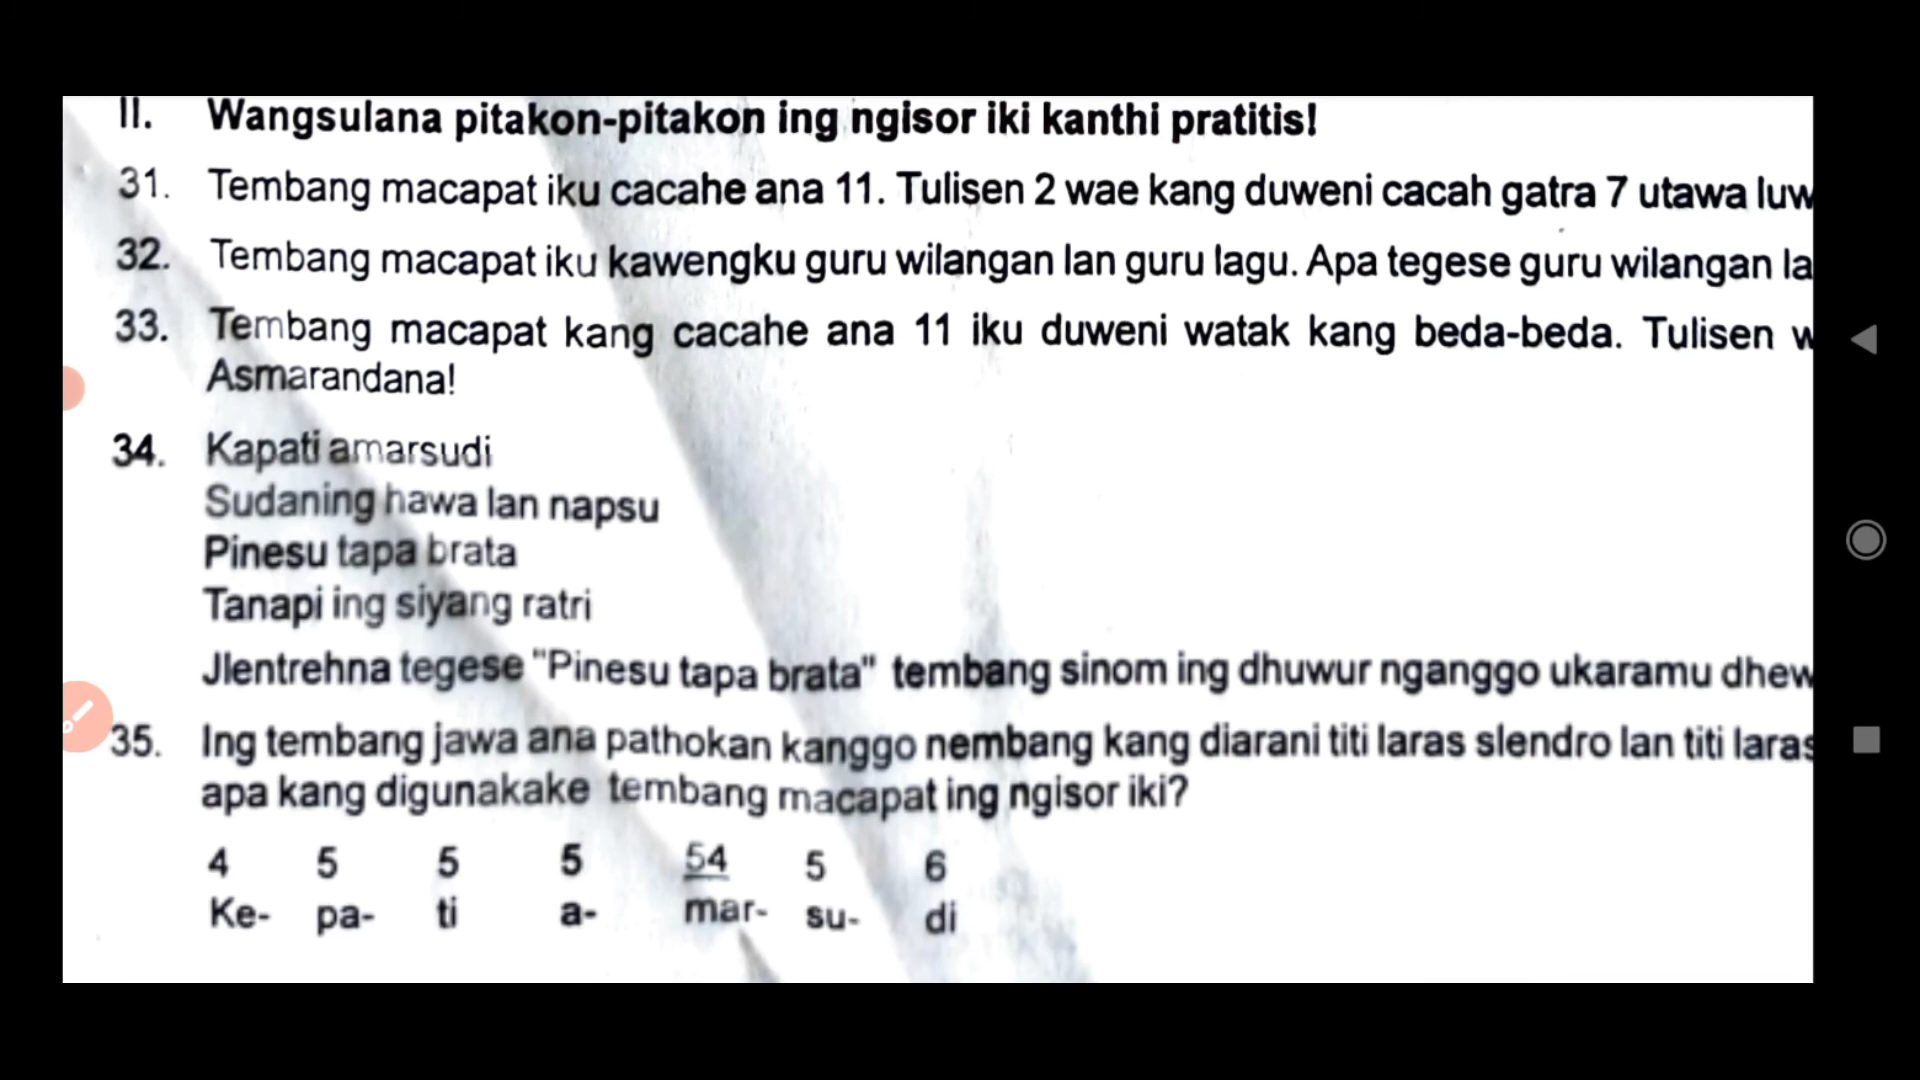 II. Wangsulana pitakon-pitakon ing ngisor iki kanthi pratitis!
31. Tembang macapat iku cacahe ana 11. Tulisen 2 wae kang duweni cacah gatra 7 utawa luw
32. Tembang macapat iku kawengku guru wilangan lan guru lagu. Apa tegese guru wilangan la
33. Tembang macapat kang cacahe ana 11 iku duweni watak kang beda-beda. Tulisen w
Asmarandana!
34. Kapati amarsudi
Sudaning hawa lan napsu
Pinesu tapa brata
Tanapi ing siyang ratri
Jlentrehna tegese "Pinesu tapa brata" tembang sinom ing dhuwur nganggo ukaramu dhew
35. Ing tembang jawa ana pathokan kanggo nembang kang diarani titi laras slendro lan titi laras
apa kang digunakake tembang macapat ing ngisor iki?
4 5 5 5 54 5 6
Ke- pa- ti a- mar- su- di